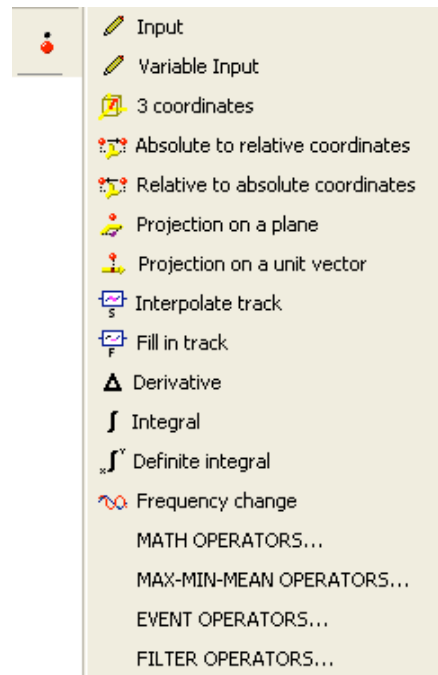 Input
Variable Input
3 coordinates
Absolute to relative coordinates
Relative to absolute coordinates
Projection on a plane
Projection on a unit vector
Interpolate track
Fill in track
Derivative
Integral
Definite integral
Frequency change
MATH OPERATORS...
MAX-MIN-MEAN OPERATORS...
EVENT OPERATORS...
FILTER OPERATORS...